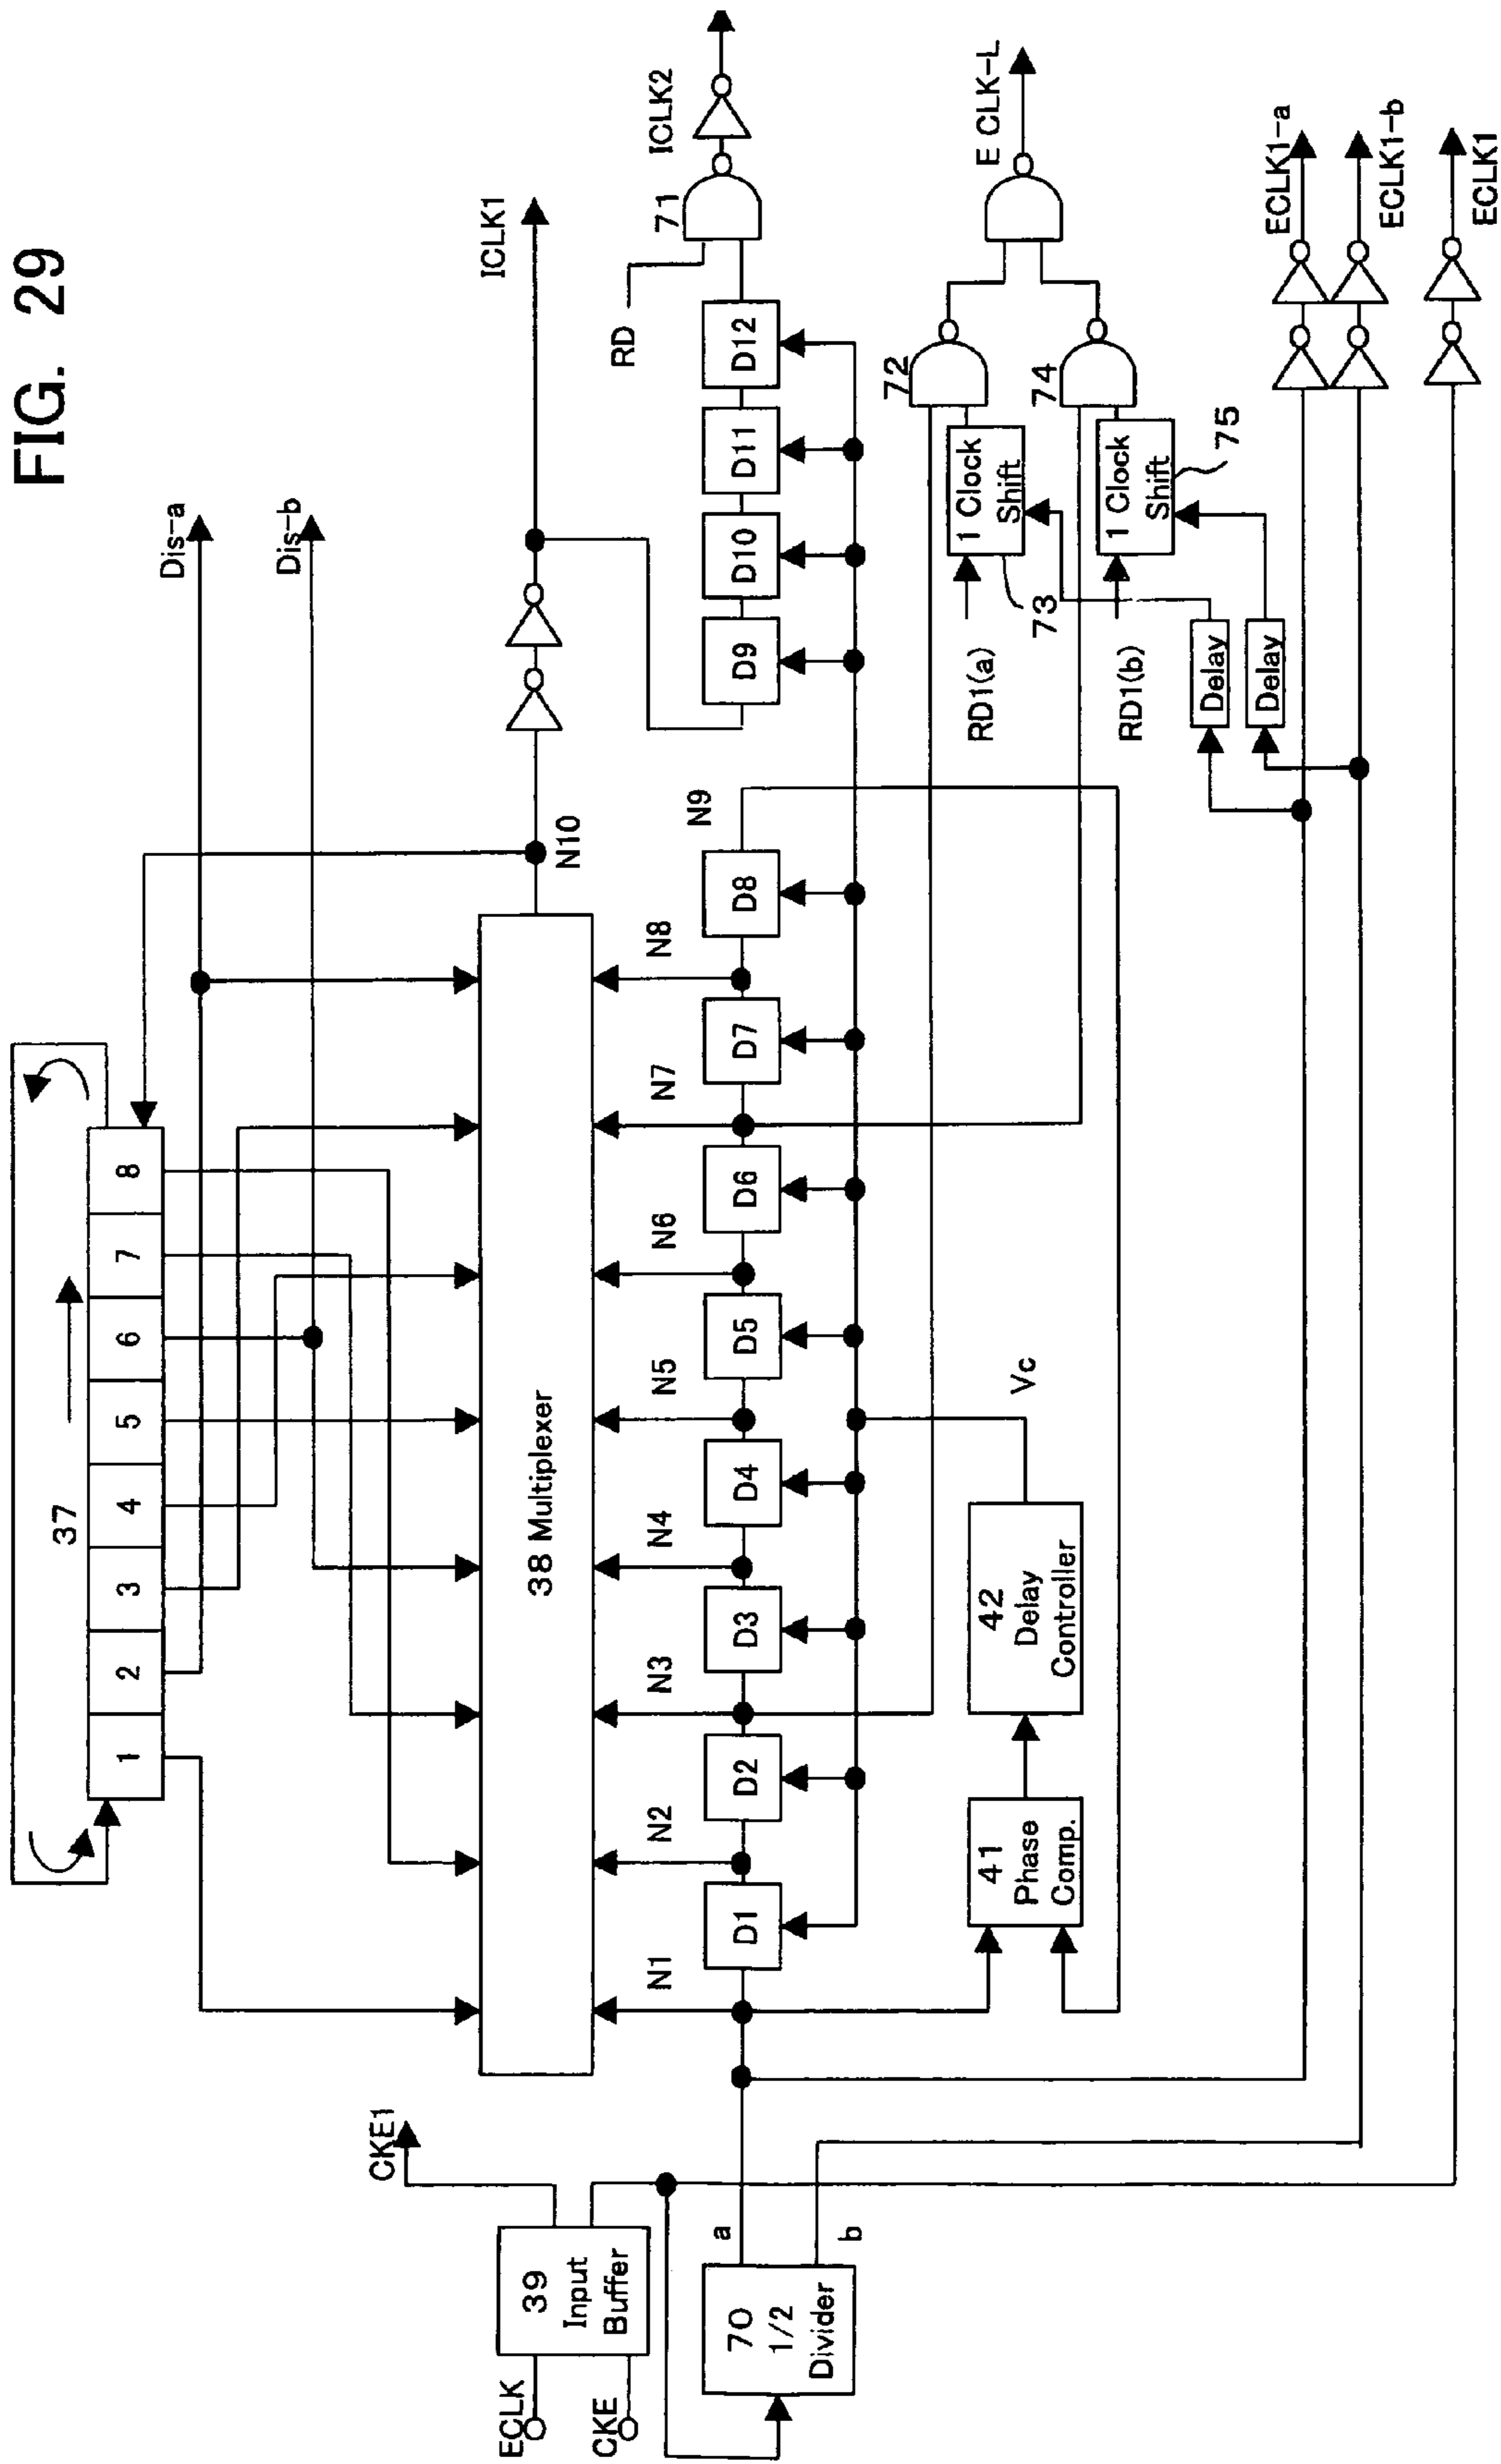 FIG. 29
37
1 2 3 4 5 6 7 8
Dis-a
Dis-b
CKE1
ECLK
CKE
39
Input
Buffer
38 Multiplexer
N10
ICLK1
N1
N2
N3
N4
N5
N6
N7
N8
N9
D1
D2
D3
D4
D5
D6
D7
D8
D9
D10
D11
D12
RD
71
ICLK2
70
1/2
Divider
a
b
41
Phase
Comp.
42
Delay
Controller
Vc
72
1 Clock
Shift
73
RD1(a)
74
1 Clock
Shift
75
RD1(b)
Delay
Delay
E CLK-L
ECLK1-a
ECLK1-b
ECLK1